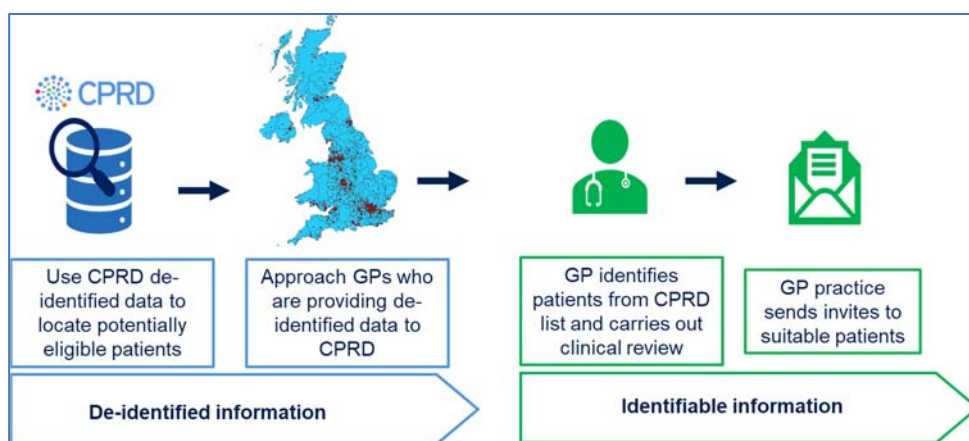 CPRD
Use CPRD de-
identified data to
locate potentially
eligible patients
Approach GPs who
are providing de-
identified data to
CPRD
GP identifies
patients from CPRD
list and carries out
clinical review
GP practice
sends invites to
suitable patients
De-identified information
Identifiable information